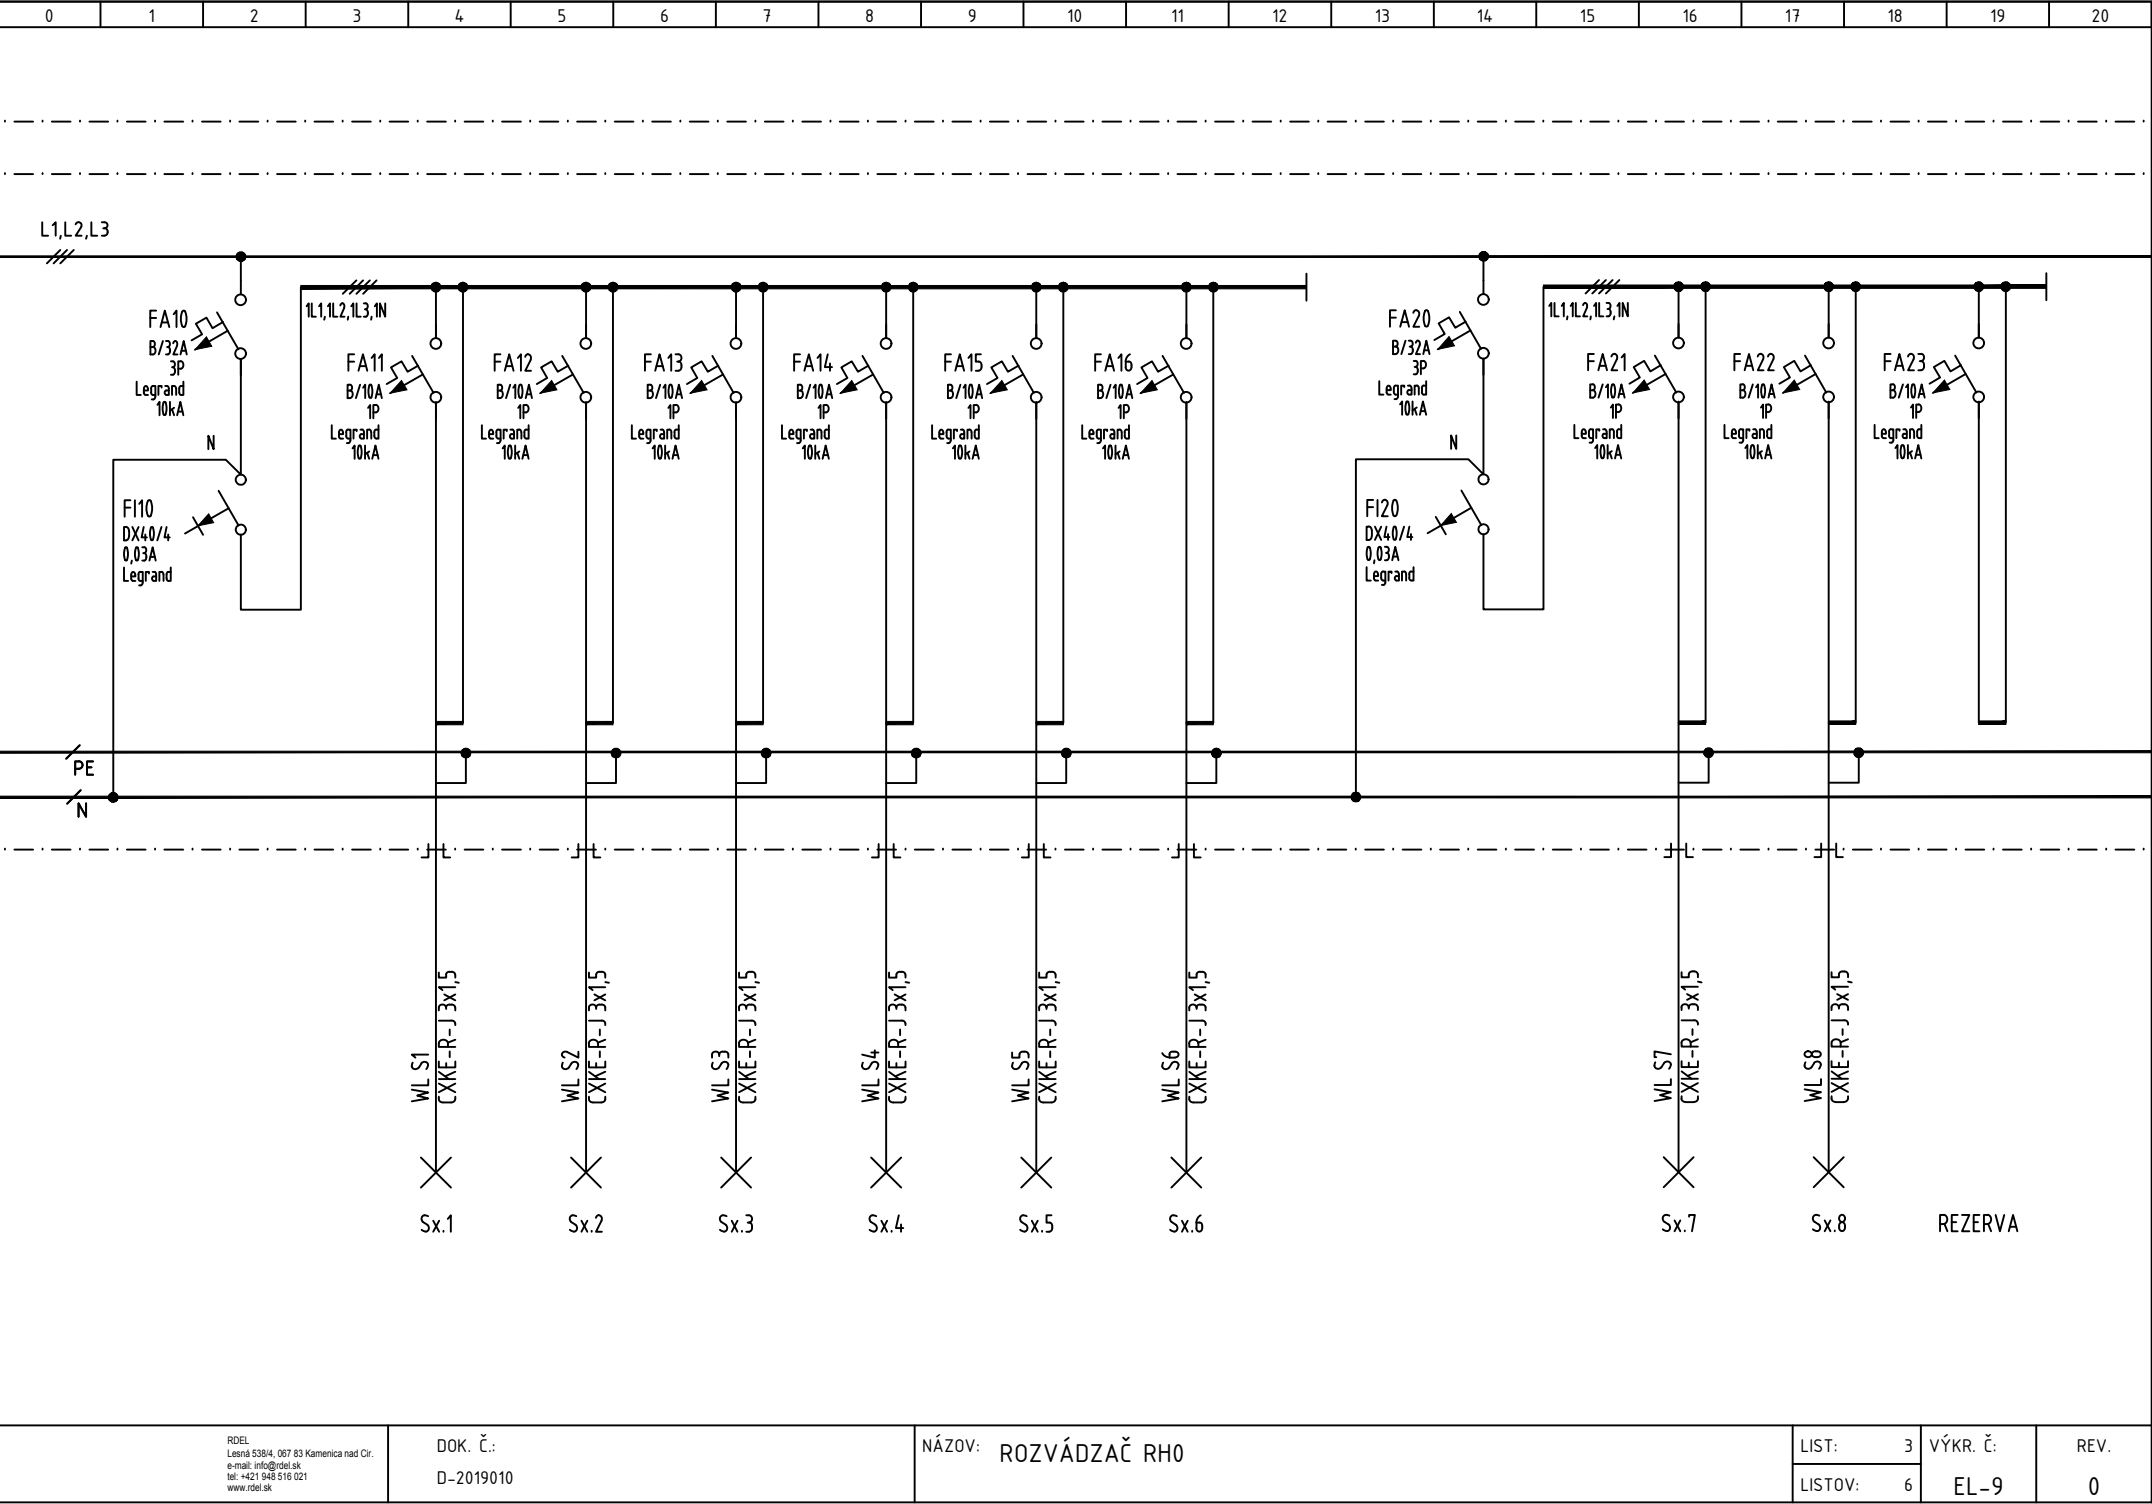 0 1 2 3 4 5 6 7 8 9 10 11 12 13 14 15 16 17 18 19 20
L1,L2,L3
1L1,1L2,1L3,1N
1L1,1L2,1L3,1N
FA10
B/32A
3P
Legrand
10kA
N
FI10
DX40/4
0,03A
Legrand
FA11
B/10A
1P
Legrand
10kA
FA12
B/10A
1P
Legrand
10kA
FA13
B/10A
1P
Legrand
10kA
FA14
B/10A
1P
Legrand
10kA
FA15
B/10A
1P
Legrand
10kA
FA16
B/10A
1P
Legrand
10kA
FA20
B/32A
3P
Legrand
10kA
N
FI20
DX40/4
0,03A
Legrand
FA21
B/10A
1P
Legrand
10kA
FA22
B/10A
1P
Legrand
10kA
FA23
B/10A
1P
Legrand
10kA
PE
N
WL S1
CXKE-R-J 3x1,5
WL S2
CXKE-R-J 3x1,5
WL S3
CXKE-R-J 3x1,5
WL S4
CXKE-R-J 3x1,5
WL S5
CXKE-R-J 3x1,5
WL S6
CXKE-R-J 3x1,5
WL S7
CXKE-R-J 3x1,5
WL S8
CXKE-R-J 3x1,5
Sx.1 Sx.2 Sx.3 Sx.4 Sx.5 Sx.6 Sx.7 Sx.8 REZERVA
RDEL
Lesná 538/4, 067 83 Kamenica nad Cir.
e-mail: info@rdel.sk
tel: +421 948 516 021
www.rdel.sk
DOK. Č.:
D-2019010
NÁZOV: ROZVÁDZAČ RH0
LIST: 3
LISTOV: 6
VÝKR. Č:
EL-9
REV.
0